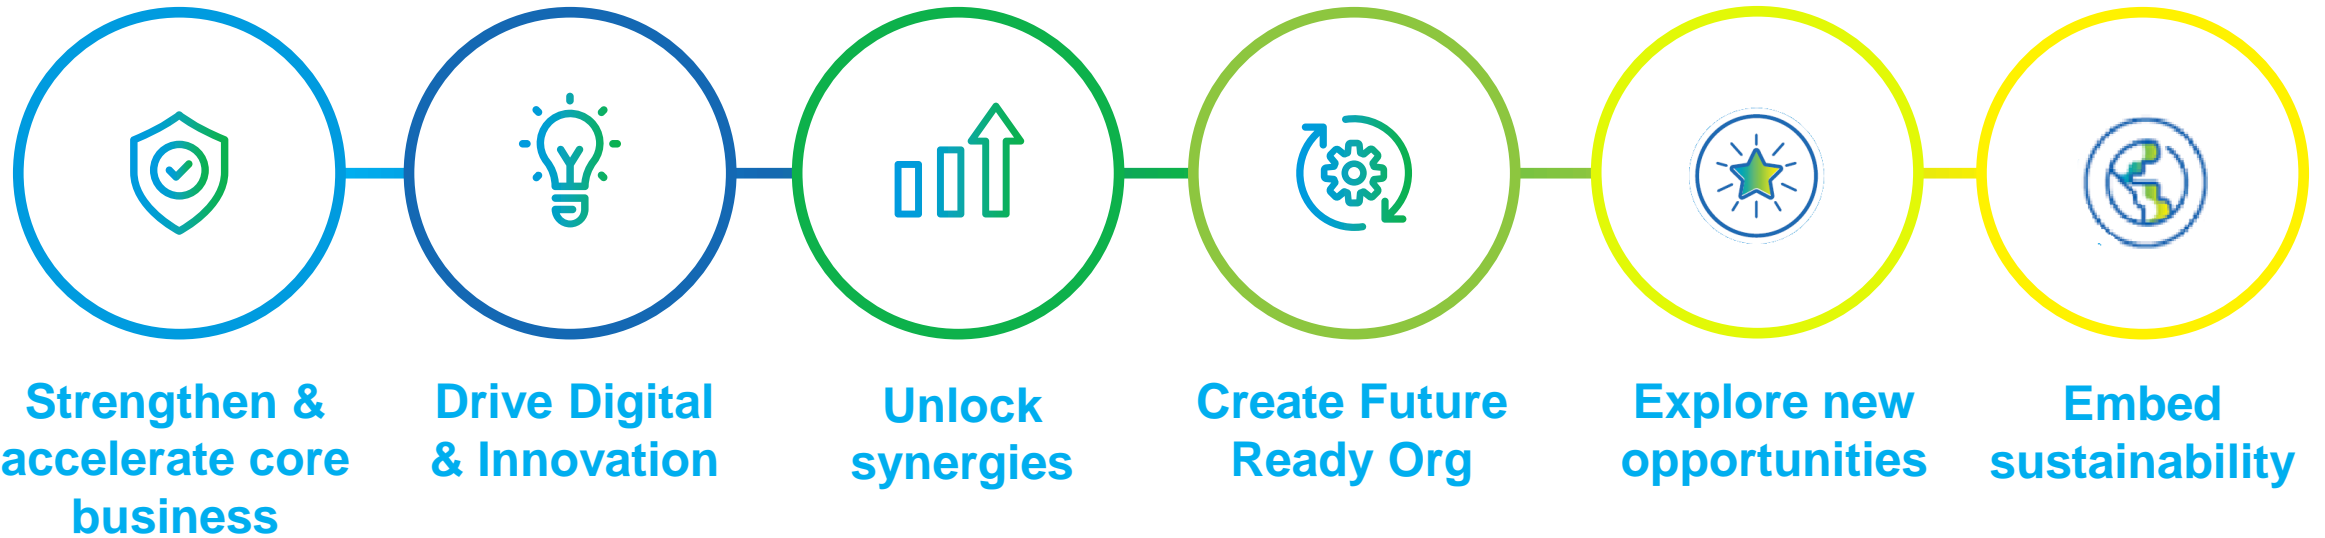 Strengthen &
accelerate core
business
Drive Digital
& Innovation
Unlock
synergies
Create Future
Ready Org
Explore new
opportunities
Embed
sustainability